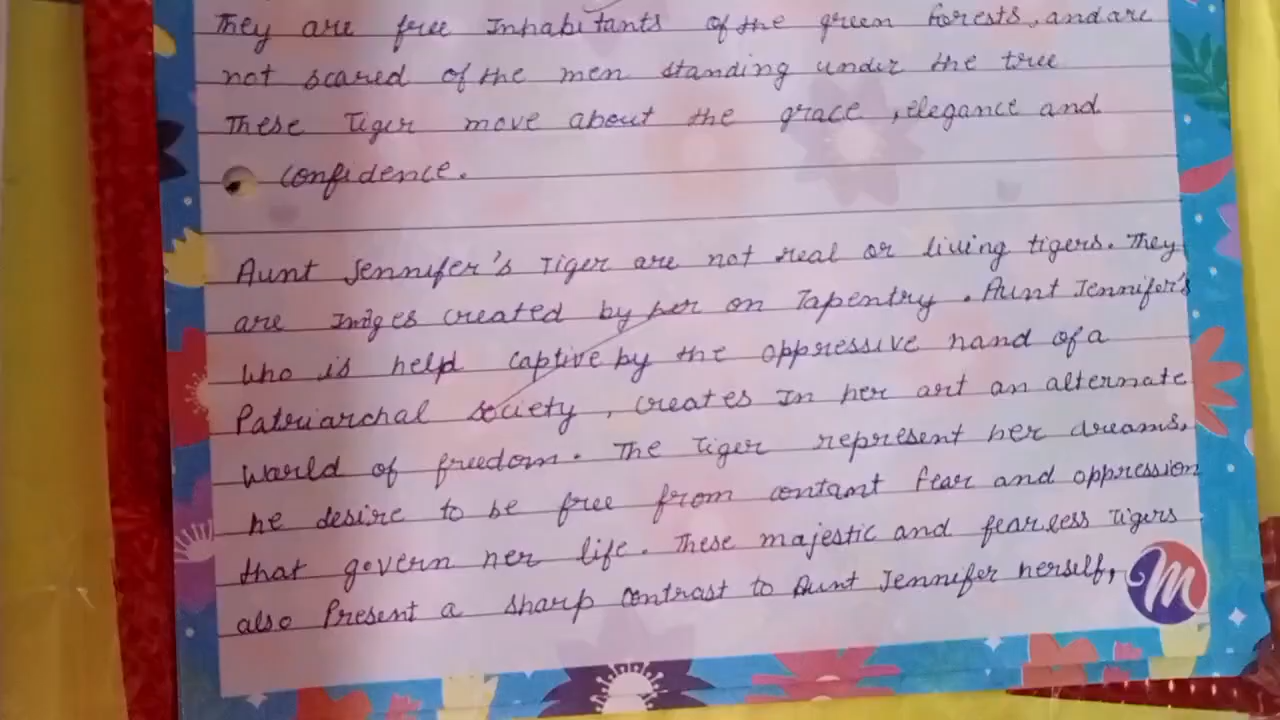 They are free Inhabitants of the green forests, and are
not scared of the men standing under the tree
These Tiger move about the grace, elegance and
confidence.
Aunt Jennifer's Tiger are not real or living tigers. They
are Imges created by her on Tapentry. Aunt Jennifer's
who is help captive by the oppressive hand of a
Patriarchal society, creates In her art an alternate
world of freedom. The Tiger represent her dreams,
he desire to be free from contant fear and oppression
that govern her life. These majestic and fearless Tigers
also Present a sharp contrast to Aunt Jennifer herself,
M